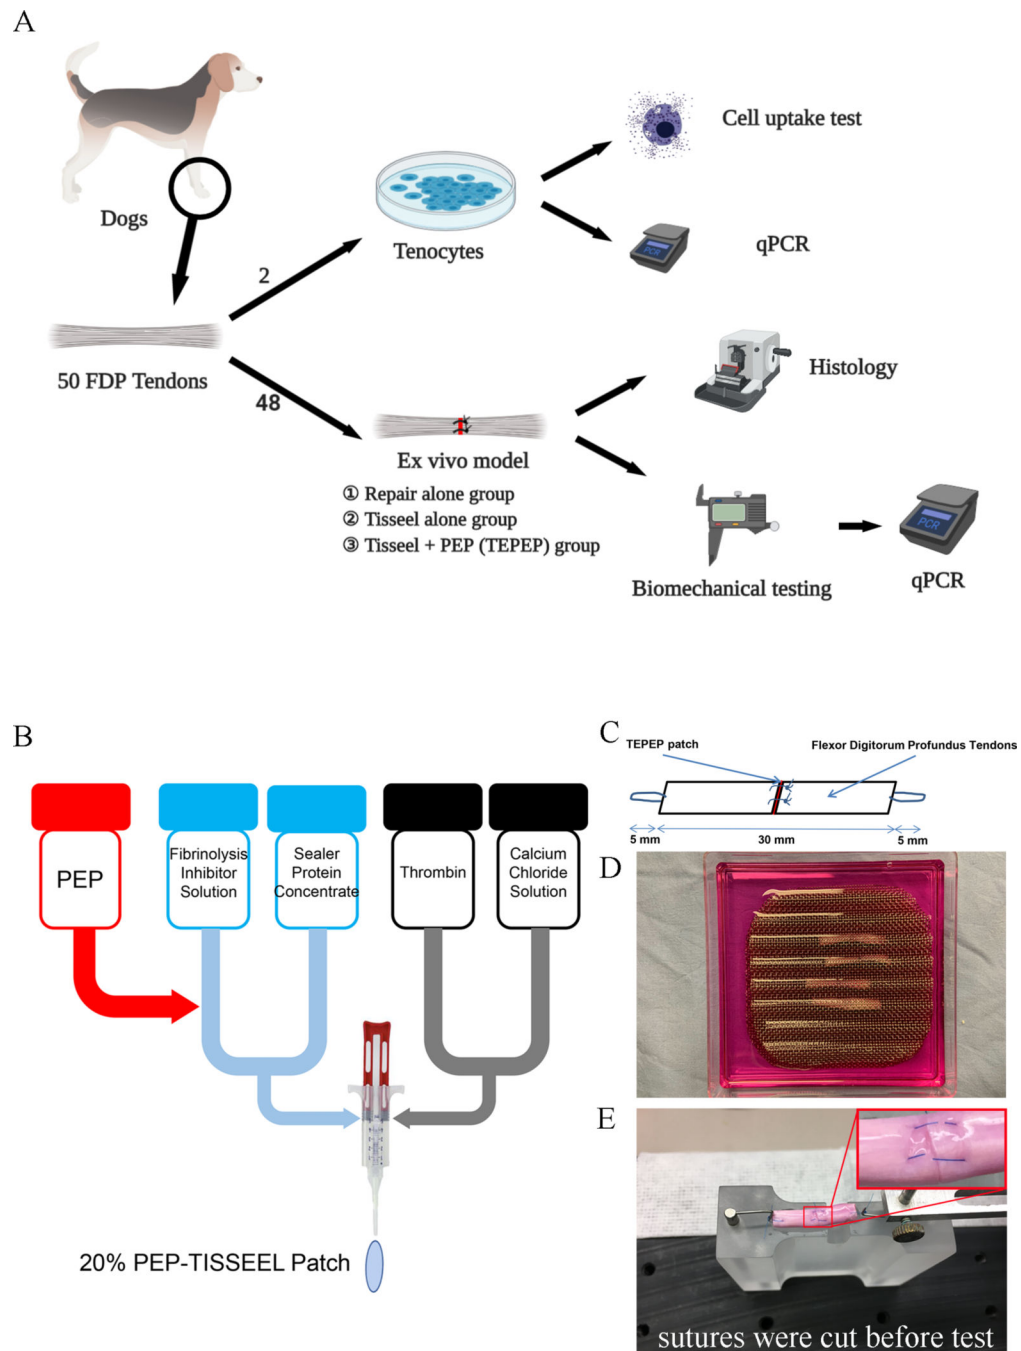 A
Dogs
50 FDP Tendons
2
48
Tenocytes
Cell uptake test
qPCR
Ex vivo model
① Repair alone group
② Tisseel alone group
③ Tisseel + PEP (TEPEP) group
Histology
Biomechanical testing
PCR
qPCR
B
PEP
Fibrinolysis
Inhibitor
Solution
Sealer
Protein
Concentrate
Thrombin
Calcium
Chloride
Solution
20% PEP-TISSEEL Patch
C
TEPEP patch
Flexor Digitorum Profundus Tendons
5 mm
30 mm
5 mm
D
E
sutures were cut before test